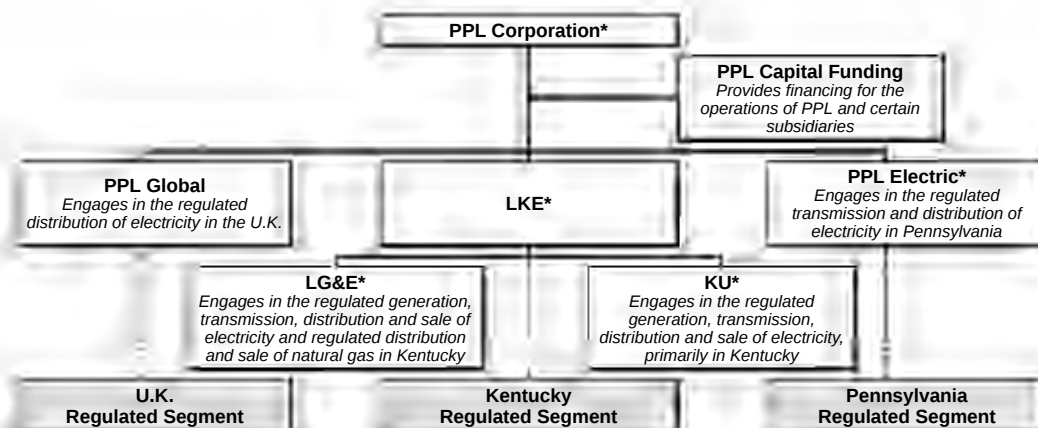 PPL Corporation*
PPL Capital Funding
Provides financing for the
operations of PPL and certain
subsidiaries
PPL Global
Engages in the regulated
distribution of electricity in the U.K.
LKE*
PPL Electric*
Engages in the regulated
transmission and distribution of
electricity in Pennsylvania
LG&E*
Engages in the regulated generation,
transmission, distribution and sale of
electricity and regulated distribution
and sale of natural gas in Kentucky
KU*
Engages in the regulated
generation, transmission,
distribution and sale of electricity,
primarily in Kentucky
U.K.
Regulated Segment
Kentucky
Regulated Segment
Pennsylvania
Regulated Segment